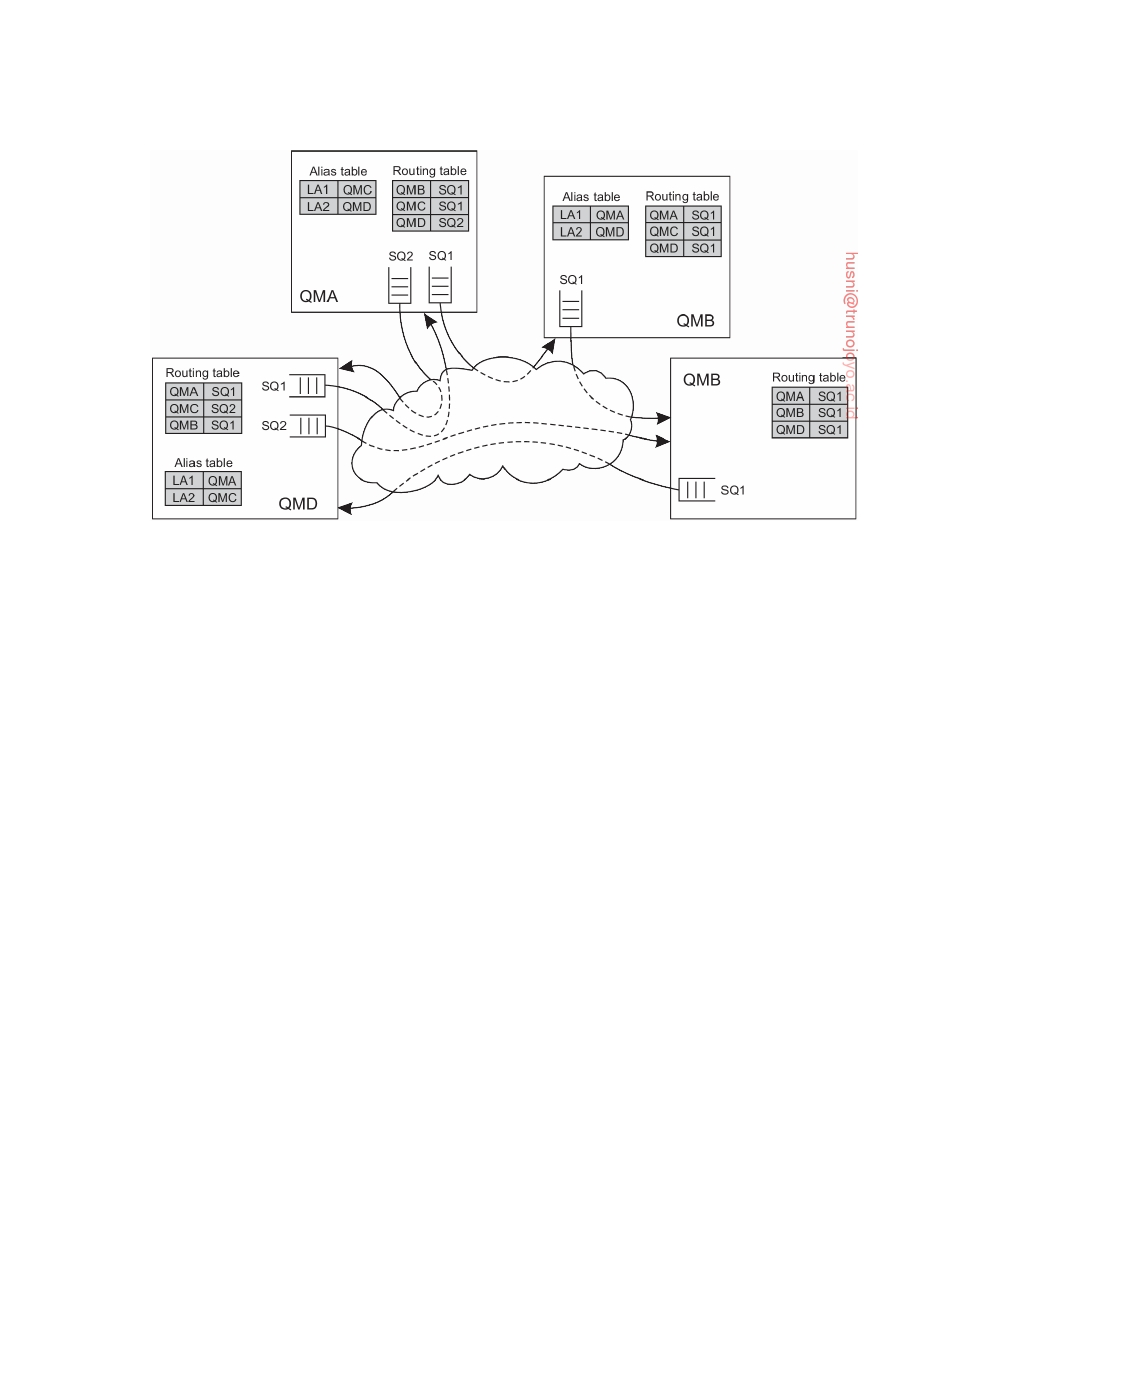 Alias table
LA1 QMC
LA2 QMD
Routing table
QMB SQ1
QMC SQ1
QMD SQ2
SQ2 SQ1
QMA
Alias table
LA1 QMA
LA2 QMD
Routing table
QMA SQ1
QMC SQ1
QMD SQ1
SQ1
QMB
Routing table
QMA SQ1
QMC SQ2
QMB SQ1
SQ1
SQ2
Alias table
LA1 QMA
LA2 QMC
QMD
QMB
Routing table
QMA SQ1
QMB SQ1
QMD SQ1
SQ1
husni@trunojoyo.ac.id